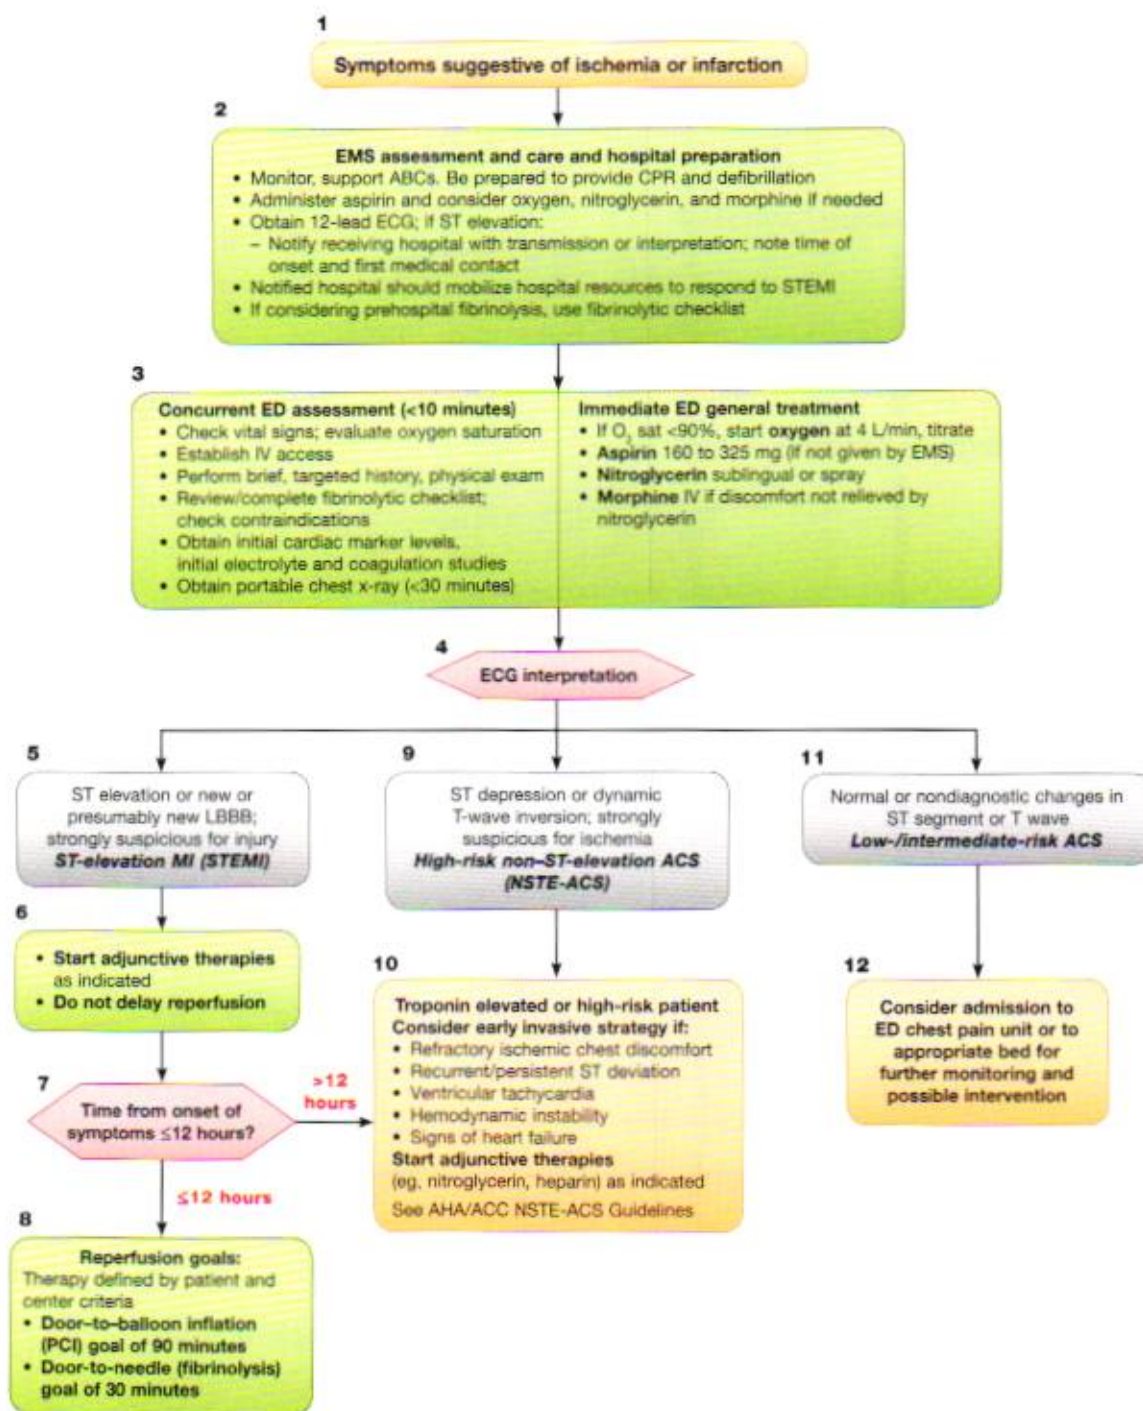 1
Symptoms suggestive of ischemia or infarction
2
EMS assessment and care and hospital preparation
• Monitor, support ABCs. Be prepared to provide CPR and defibrillation
• Administer aspirin and consider oxygen, nitroglycerin, and morphine if needed
• Obtain 12-lead ECG; if ST elevation:
– Notify receiving hospital with transmission or interpretation; note time of
onset and first medical contact
• Notified hospital should mobilize hospital resources to respond to STEMI
• If considering prehospital fibrinolysis, use fibrinolytic checklist
3
Concurrent ED assessment (<10 minutes)
• Check vital signs; evaluate oxygen saturation
• Establish IV access
• Perform brief, targeted history, physical exam
• Review/complete fibrinolytic checklist;
check contraindications
• Obtain initial cardiac marker levels,
initial electrolyte and coagulation studies
• Obtain portable chest x-ray (<30 minutes)
Immediate ED general treatment
• If O₂ sat <90%, start oxygen at 4 L/min, titrate
• Aspirin 160 to 325 mg (if not given by EMS)
• Nitroglycerin sublingual or spray
• Morphine IV if discomfort not relieved by
nitroglycerin
4
ECG interpretation
5
ST elevation or new or
presumably new LBBB;
strongly suspicious for injury
ST-elevation MI (STEMI)
6
• Start adjunctive therapies
as indicated
• Do not delay reperfusion
7
Time from onset of
symptoms ≤12 hours?
>12
hours
≤12 hours
8
Reperfusion goals:
Therapy defined by patient and
center criteria
• Door–to–balloon inflation
(PCI) goal of 90 minutes
• Door-to-needle (fibrinolysis)
goal of 30 minutes
9
ST depression or dynamic
T-wave inversion; strongly
suspicious for ischemia
High-risk non–ST-elevation ACS
(NSTE-ACS)
10
Troponin elevated or high-risk patient
Consider early invasive strategy if:
• Refractory ischemic chest discomfort
• Recurrent/persistent ST deviation
• Ventricular tachycardia
• Hemodynamic instability
• Signs of heart failure
Start adjunctive therapies
(eg, nitroglycerin, heparin) as indicated
See AHA/ACC NSTE-ACS Guidelines
11
Normal or nondiagnostic changes in
ST segment or T wave
Low-/intermediate-risk ACS
12
Consider admission to
ED chest pain unit or to
appropriate bed for
further monitoring and
possible intervention